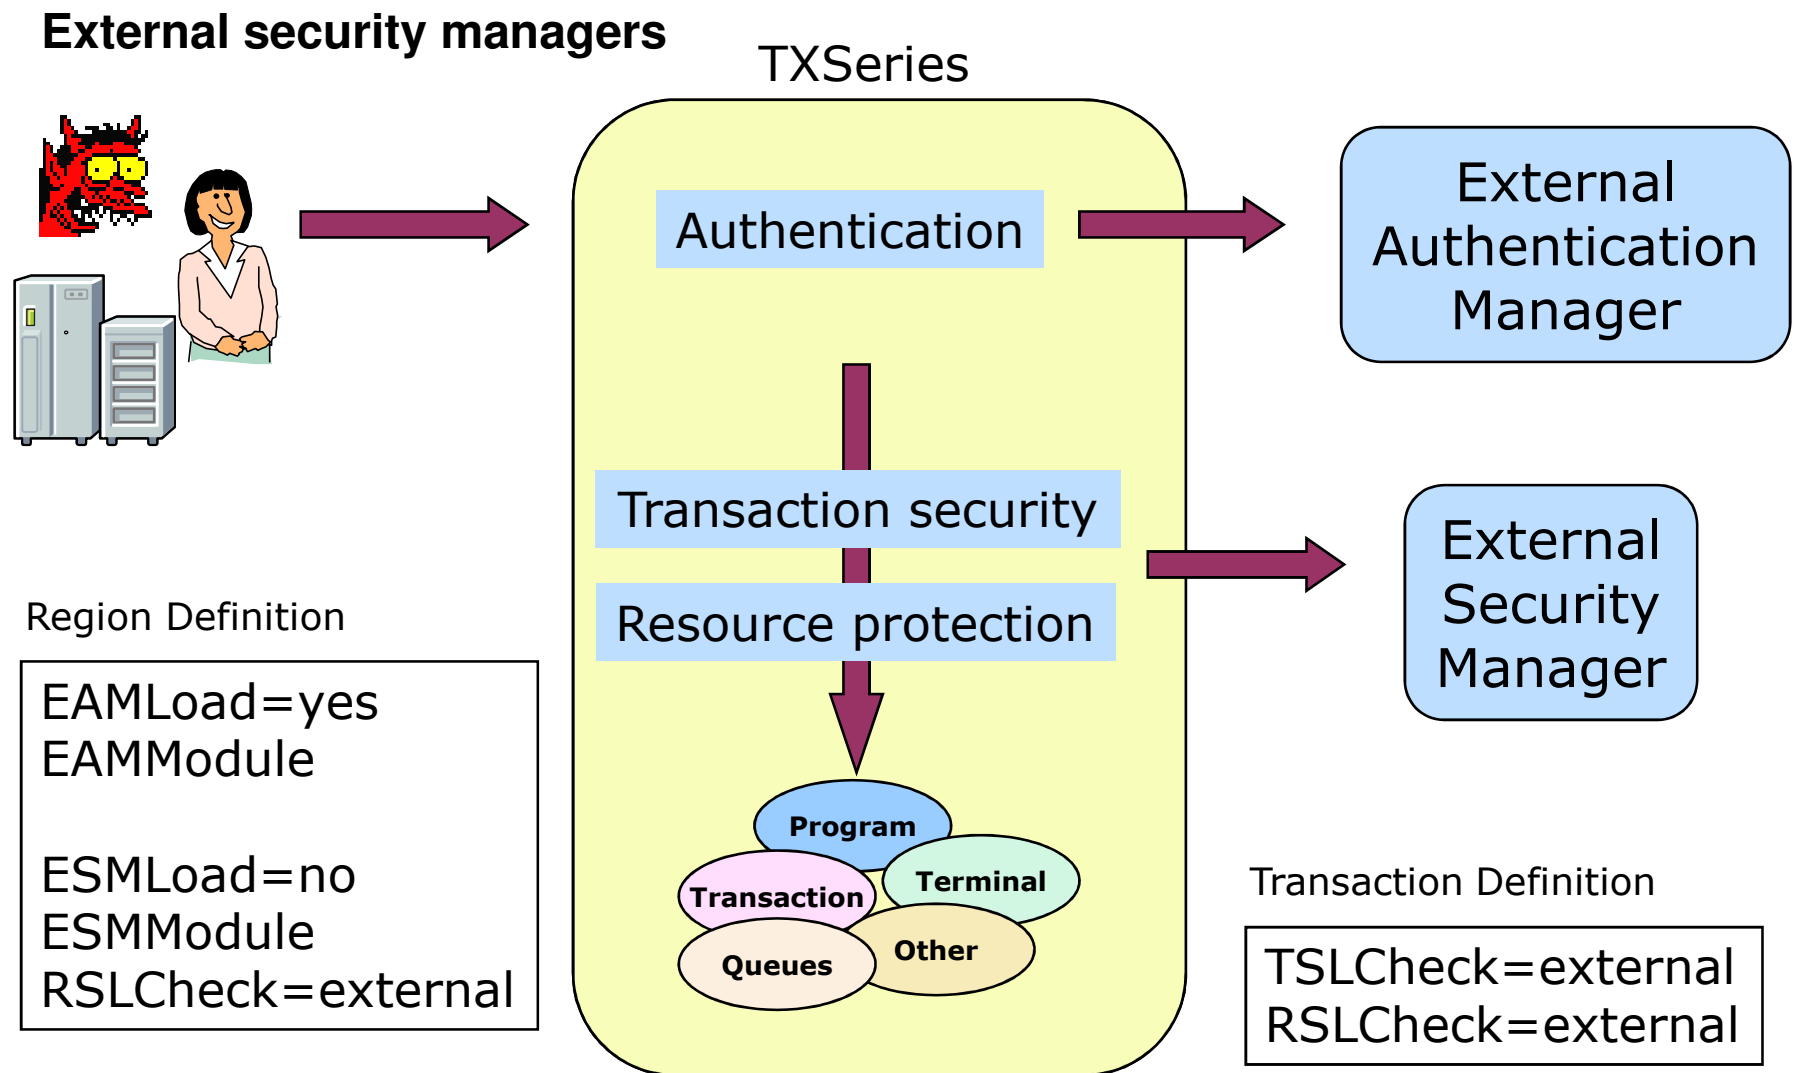 External security managers
TXSeries
Authentication
External
Authentication
Manager
Transaction security
Resource protection
External
Security
Manager
Region Definition
EAMLoad=yes
EAMModule
ESMLoad=no
ESMModule
RSLCheck=external
Program
Terminal
Transaction
Other
Queues
Transaction Definition
TSLCheck=external
RSLCheck=external